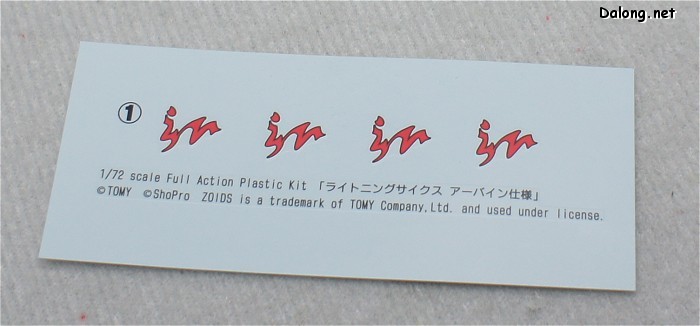 Dalong.net
①
1/72 scale Full Action Plastic Kit 「ライトニングサイクス アーバイン仕様」
©TOMY ©ShoPro ZOIDS is a trademark of TOMY Company,Ltd. and used under license.